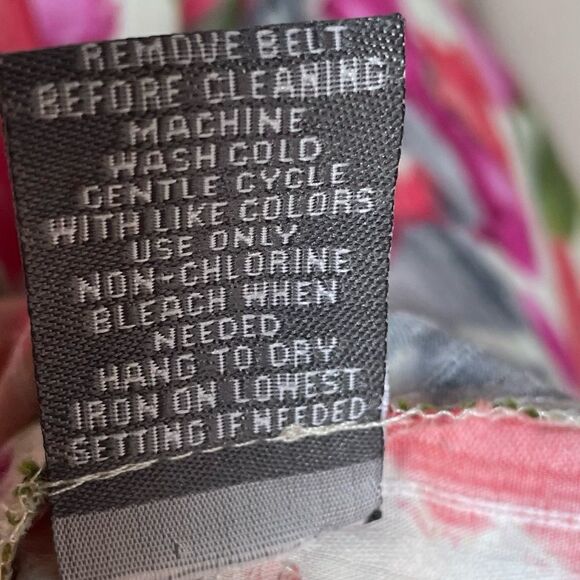 REMOVE BELT
BEFORE CLEANING
MACHINE
WASH COLD
GENTLE CYCLE
WITH LIKE COLORS
USE ONLY
NON-CHLORINE
BLEACH WHEN
NEEDED
HANG TO DRY
IRON ON LOWEST
SETTING IF NEEDED